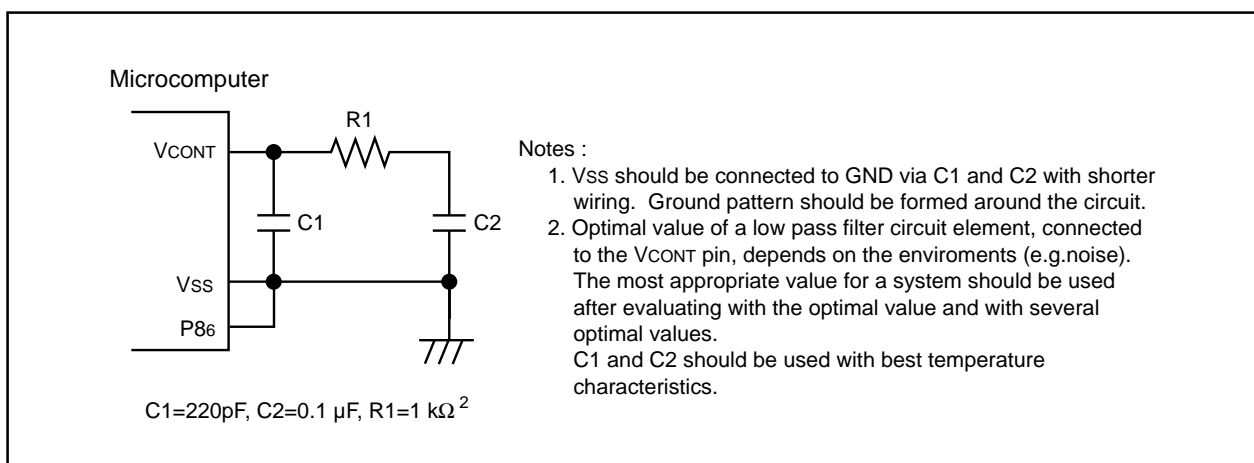 Microcomputer
VCONT
R1
C1
C2
VSS
P86
C1=220pF, C2=0.1 µF, R1=1 kΩ 2
Notes :
1. VSS should be connected to GND via C1 and C2 with shorter
wiring. Ground pattern should be formed around the circuit.
2. Optimal value of a low pass filter circuit element, connected
to the VCONT pin, depends on the enviroments (e.g.noise).
The most appropriate value for a system should be used
after evaluating with the optimal value and with several
optimal values.
C1 and C2 should be used with best temperature
characteristics.